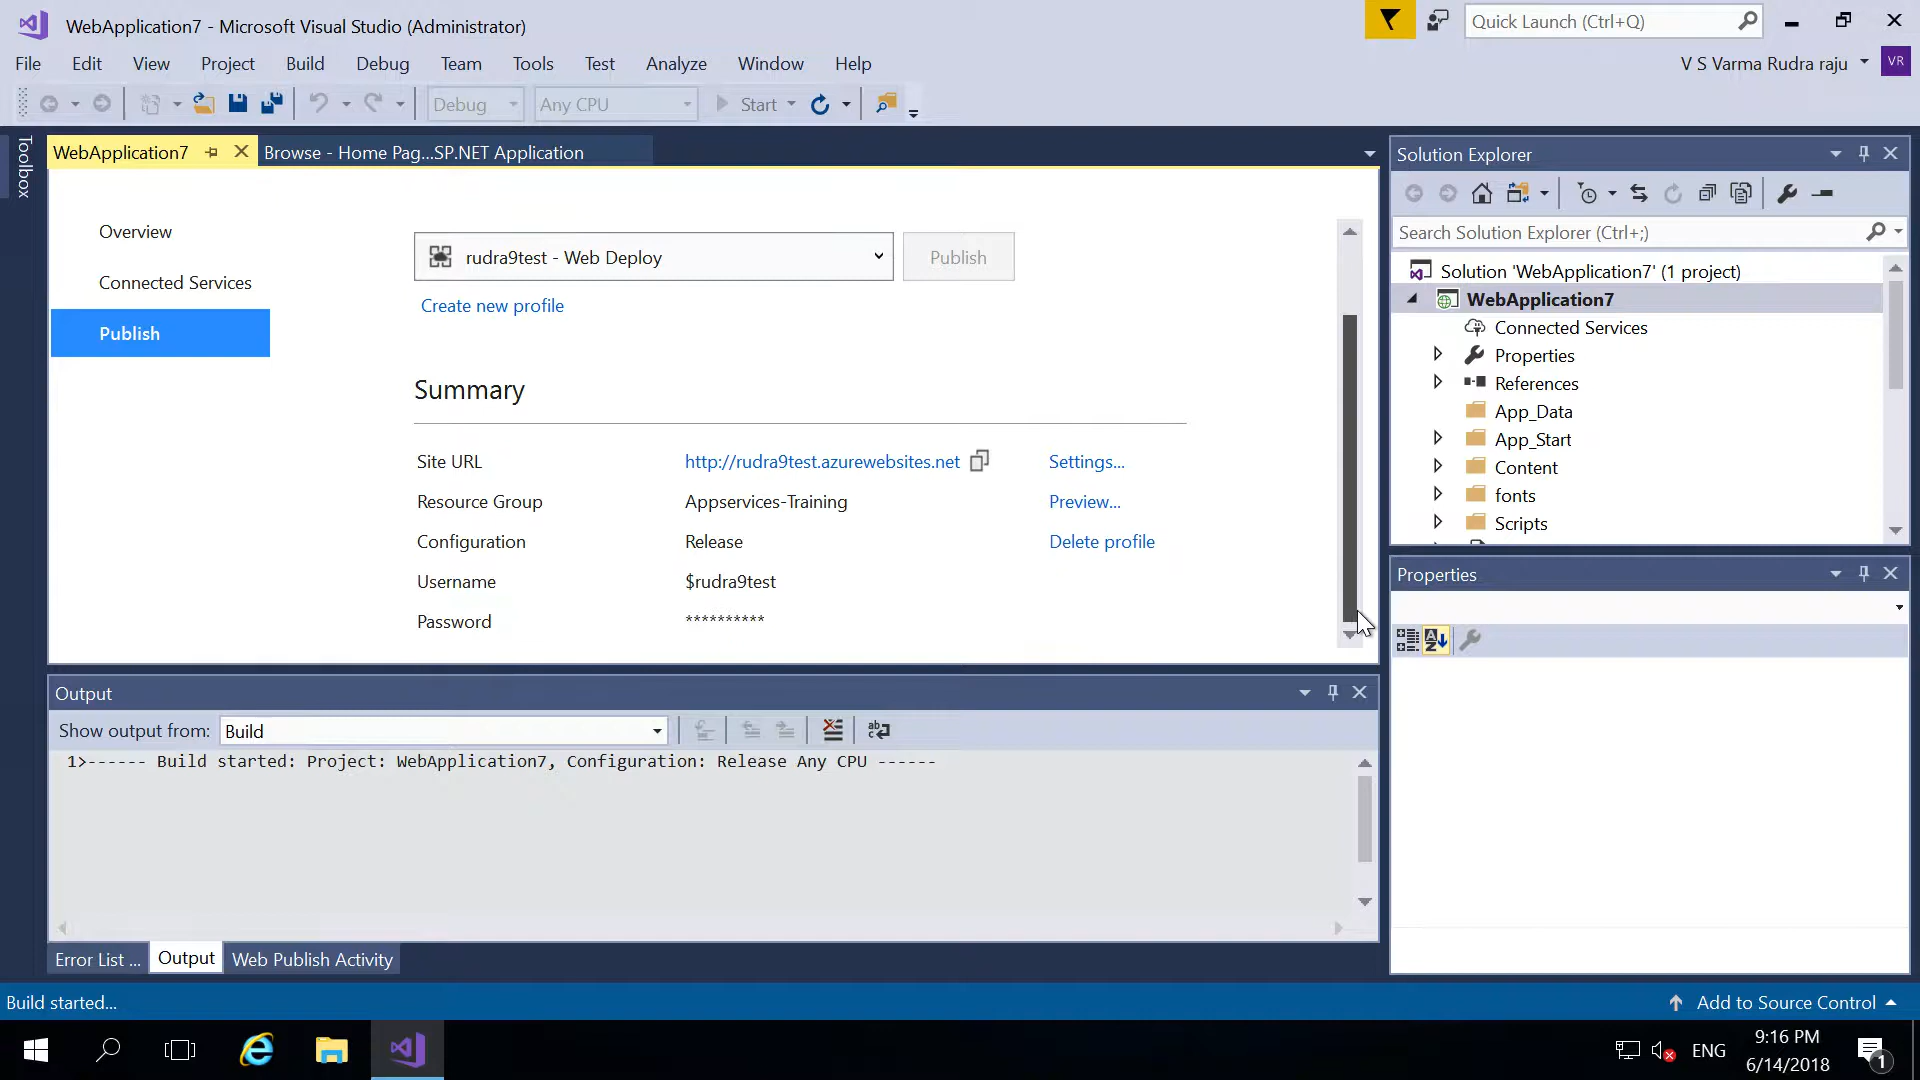 WebApplication7 - Microsoft Visual Studio (Administrator)
Quick Launch (Ctrl+Q)
File Edit View Project Build Debug Team Tools Test Analyze Window Help
V S Varma Rudra raju
VR
Debug
Any CPU
Start
Toolbox
WebApplication7
Browse - Home Pag...SP.NET Application
Overview
Connected Services
Publish
rudra9test - Web Deploy
Publish
Create new profile
Summary
Site URL http://rudra9test.azurewebsites.net Settings...
Resource Group Appservices-Training Preview...
Configuration Release Delete profile
Username $rudra9test
Password **********
Solution Explorer
Search Solution Explorer (Ctrl+;)
Solution 'WebApplication7' (1 project)
WebApplication7
Connected Services
Properties
References
App_Data
App_Start
Content
fonts
Scripts
Properties
Output
Show output from: Build
1>------ Build started: Project: WebApplication7, Configuration: Release Any CPU ------
Error List ...
Output
Web Publish Activity
Build started...
Add to Source Control
ENG
9:16 PM
6/14/2018
1